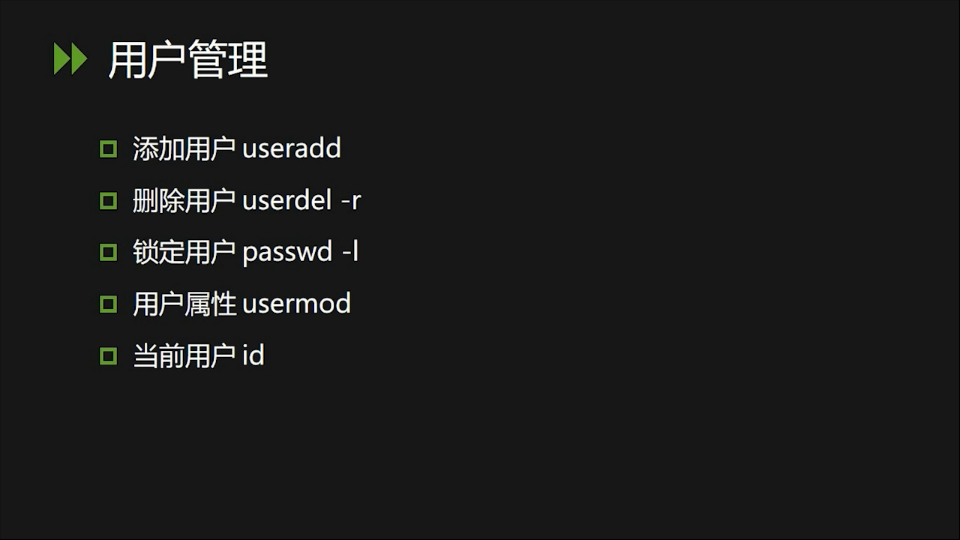 用户管理
添加用户 useradd
删除用户 userdel -r
锁定用户 passwd -l
用户属性 usermod
当前用户 id